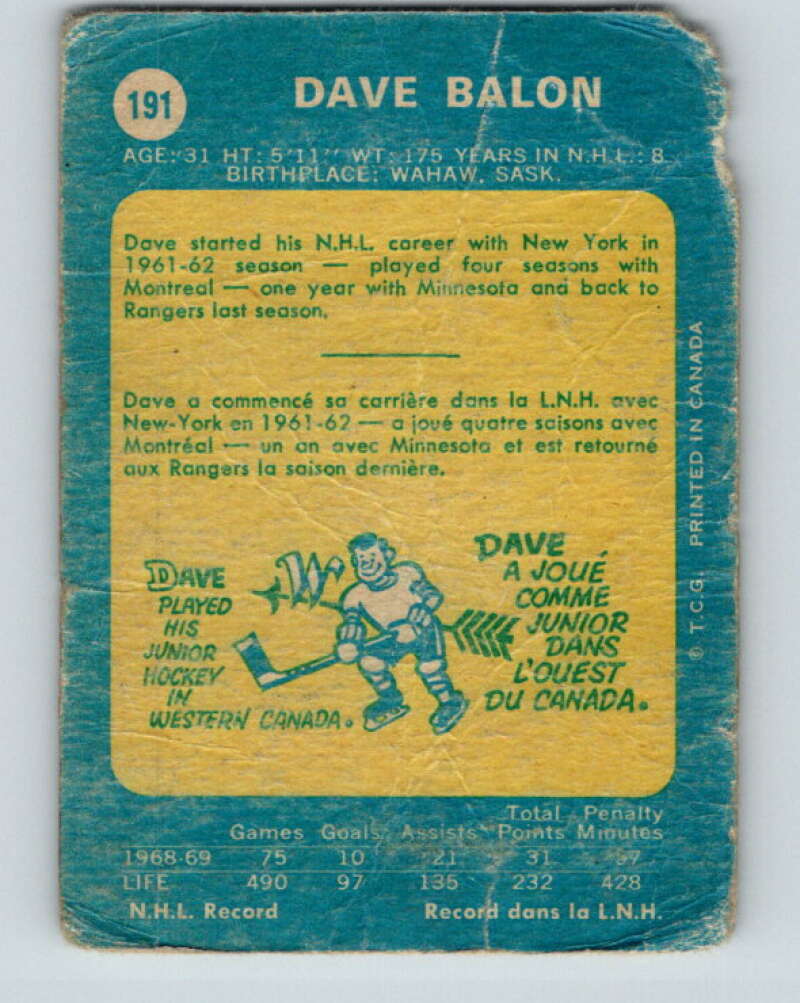 191
DAVE BALON
AGE: 31 HT: 5'11'' WT: 175 YEARS IN N.H.L.: 8
BIRTHPLACE: WAHAW, SASK.
Dave started his N.H.L. career with New York in
1961-62 season — played four seasons with
Montreal — one year with Minnesota and back to
Rangers last season.
Dave a commencé sa carrière dans la L.N.H. avec
New-York en 1961-62 — a joué quatre saisons avec
Montréal — un an avec Minnesota et est retourné
aux Rangers la saison dernière.
DAVE
PLAYED
HIS
JUNIOR
HOCKEY
IN
WESTERN CANADA.
W
DAVE
A JOUÉ
COMME
JUNIOR
DANS
L'OUEST
DU CANADA.
© T.C.G. PRINTED IN CANADA
Total Penalty
Games Goals Assists Points Minutes
1968-69 75 10 21 31
LIFE 490 97 135 232 428
N.H.L. Record Record dans la L.N.H.